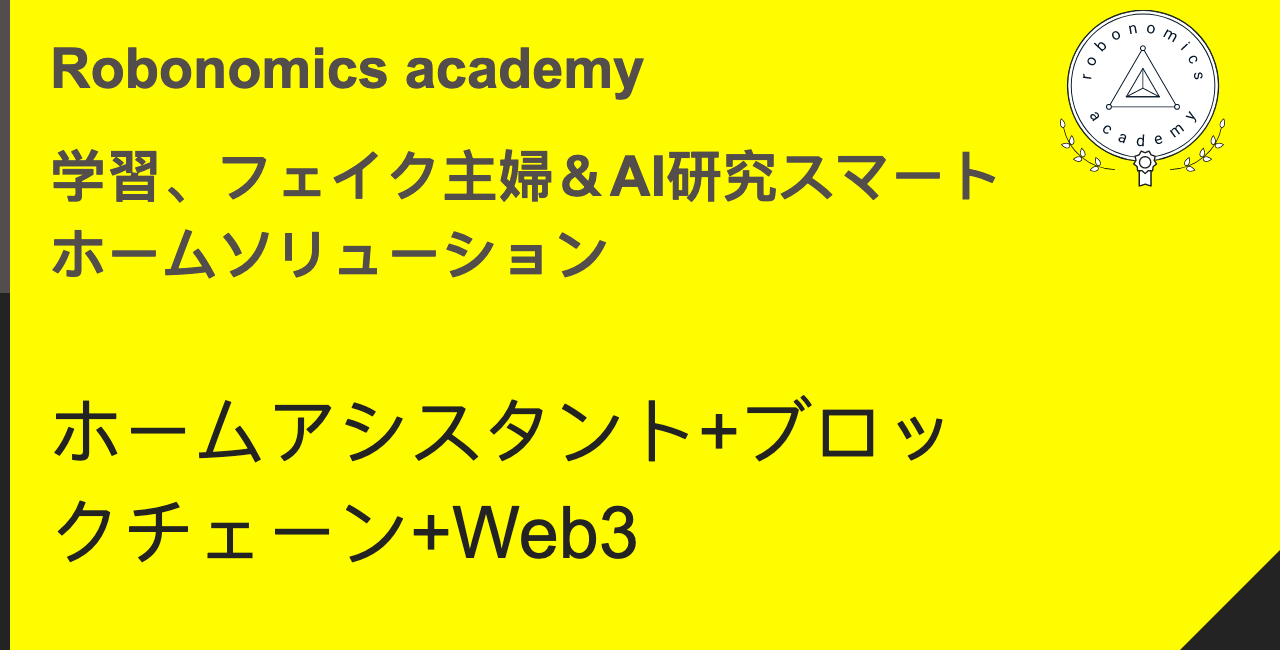 Robonomics academy
robonomics
academy
学習、フェイク主婦＆AI研究スマート
ホームソリューション
ホームアシスタント+ブロッ
クチェーン+Web3